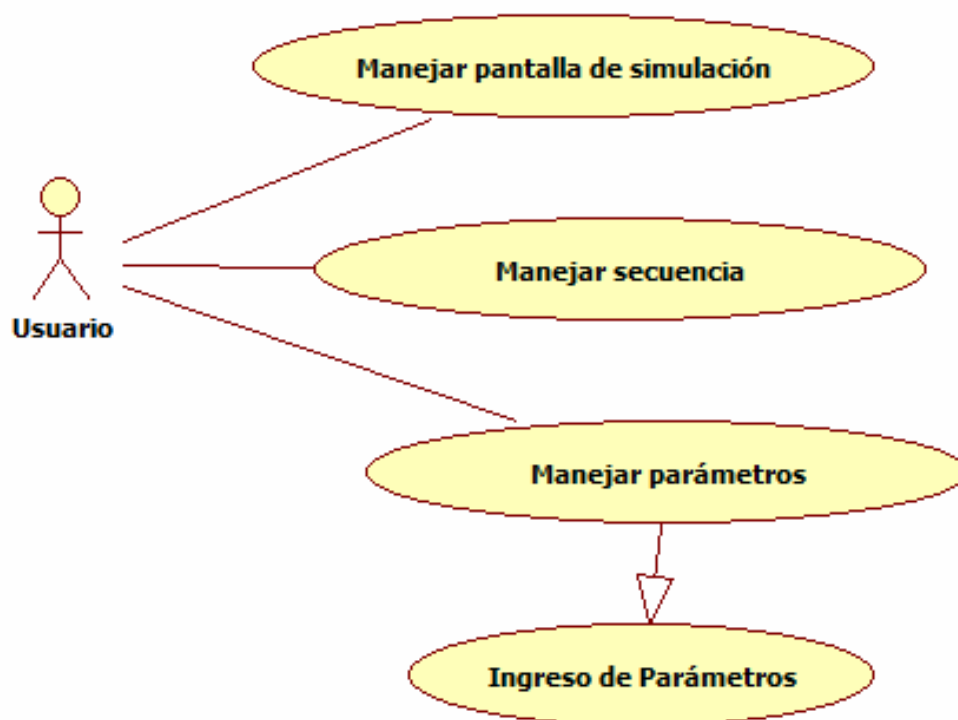 Manejar pantalla de simulación
Manejar secuencia
Usuario
Manejar parámetros
Ingreso de Parámetros